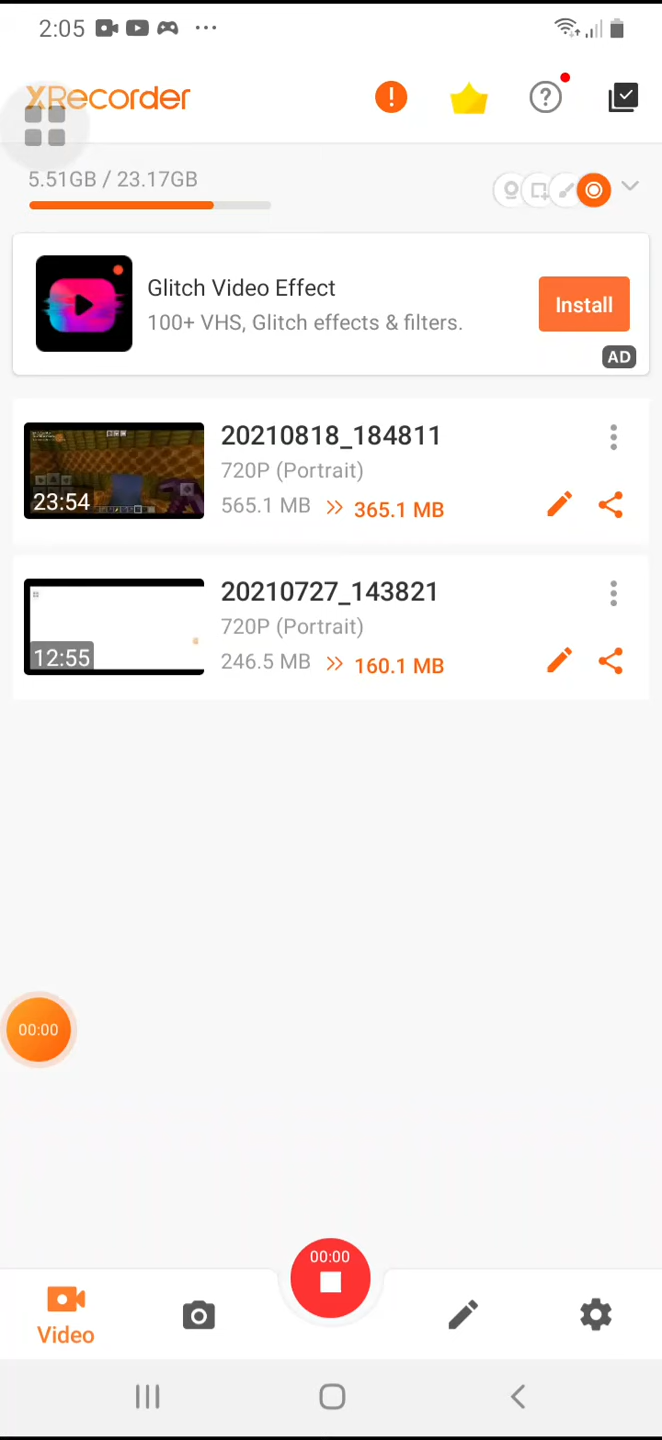 2:05
XRecorder
5.51GB / 23.17GB
Glitch Video Effect
100+ VHS, Glitch effects & filters.
Install
AD
20210818_184811
720P (Portrait)
565.1 MB >> 365.1 MB
23:54
20210727_143821
720P (Portrait)
246.5 MB >> 160.1 MB
12:55
00:00
00:00
Video